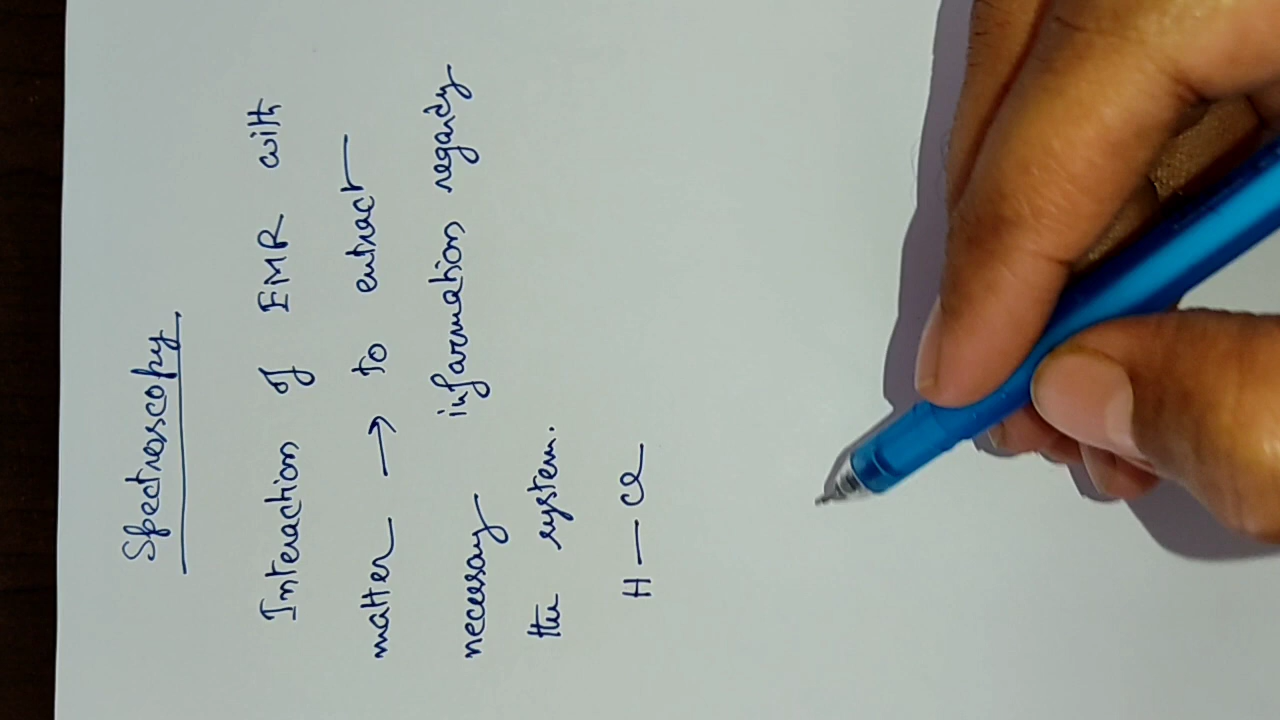 Spectroscopy.
Interaction of EMR with
matter → to extract
necessary information regardy
the system.
H — Cl